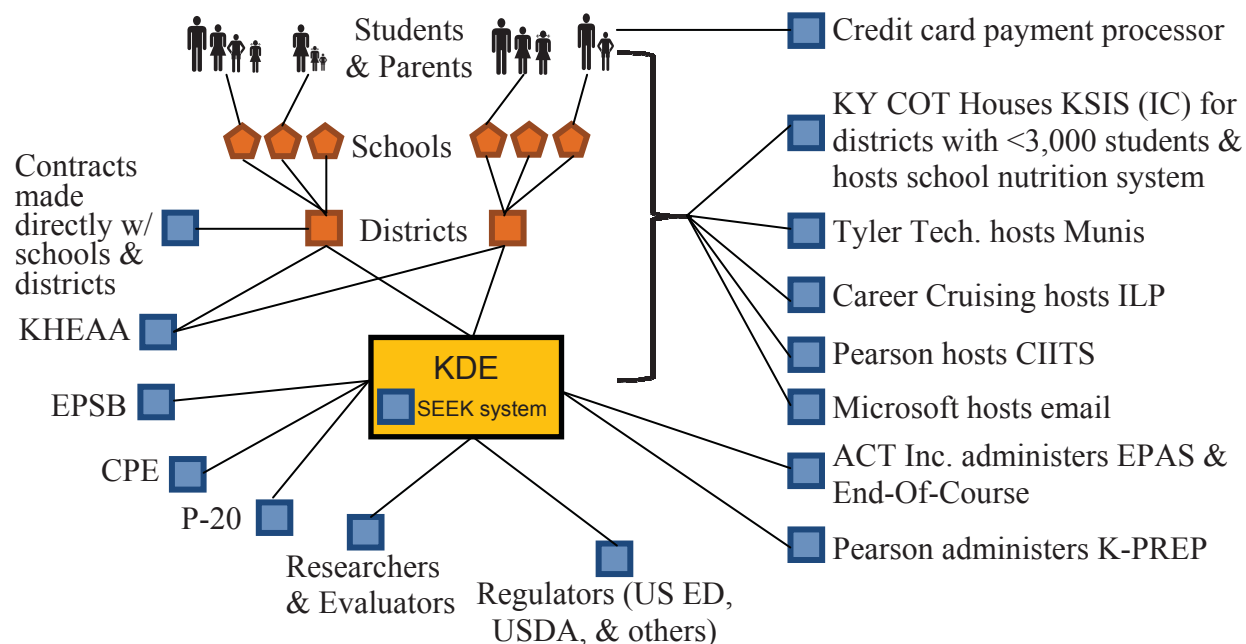 Students
& Parents
Credit card payment processor
KY COT Houses KSIS (IC) for
districts with <3,000 students &
hosts school nutrition system
Schools
Contracts
made
directly w/
schools &
districts
Districts
Tyler Tech. hosts Munis
Career Cruising hosts ILP
KHEAA
Pearson hosts CIITS
KDE
SEEK system
EPSB
Microsoft hosts email
CPE
ACT Inc. administers EPAS &
End-Of-Course
P-20
Pearson administers K-PREP
Researchers
& Evaluators
Regulators (US ED,
USDA, & others)